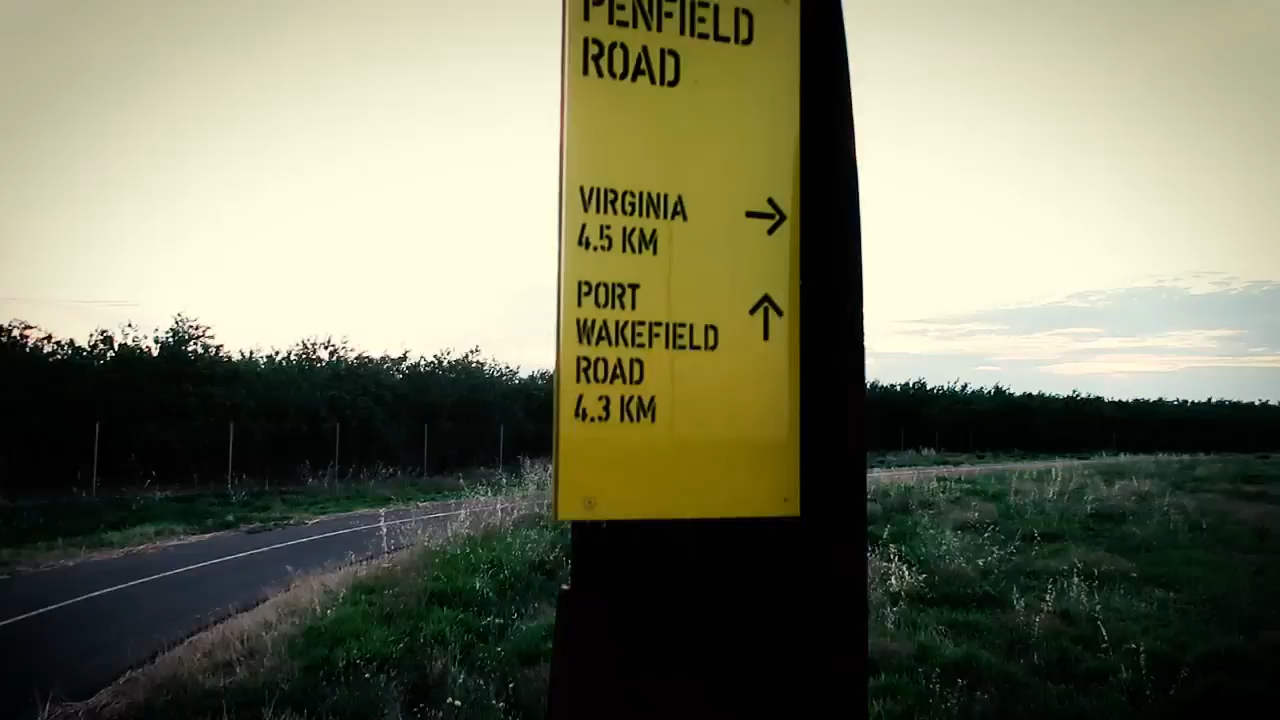 PENFIELD
ROAD
VIRGINIA →
4.5 KM
PORT ↑
WAKEFIELD
ROAD
4.3 KM